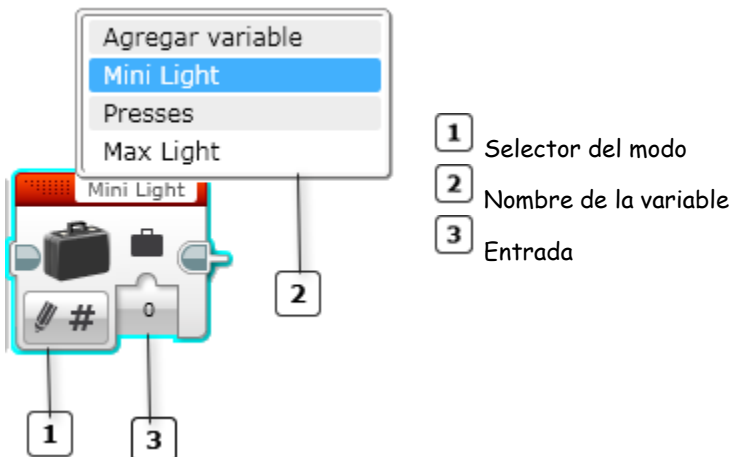 Agregar variable
Mini Light
Presses
Max Light
Mini Light
#
0
1
2
3
1 Selector del modo
2 Nombre de la variable
3 Entrada